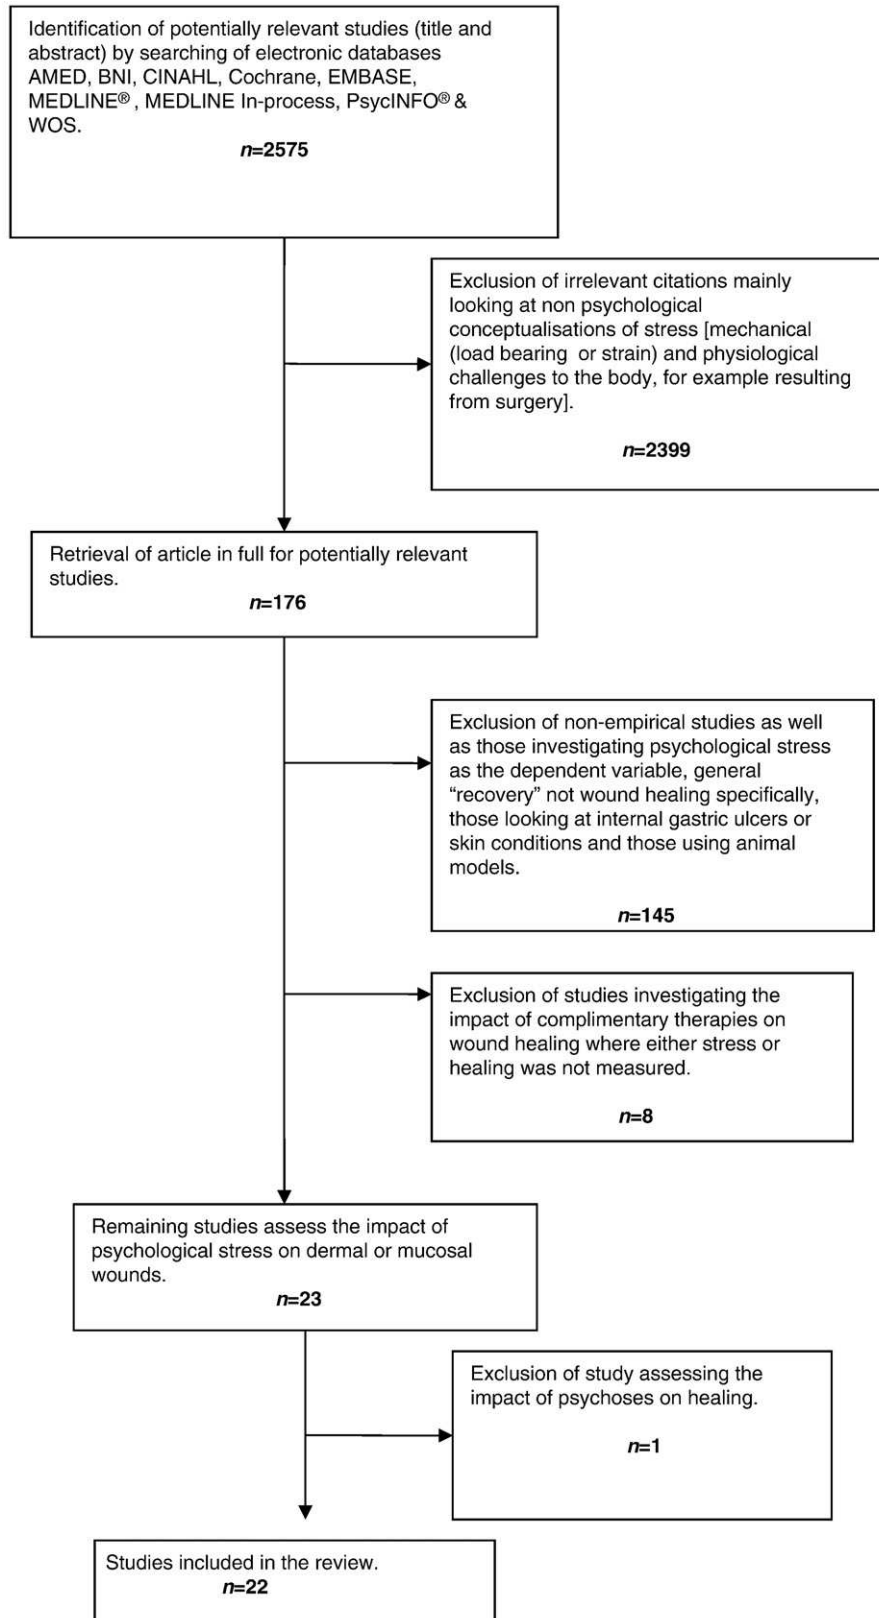 Identification of potentially relevant studies (title and
abstract) by searching of electronic databases
AMED, BNI, CINAHL, Cochrane, EMBASE,
MEDLINE® , MEDLINE In-process, PsycINFO® &
WOS.
n=2575
Exclusion of irrelevant citations mainly
looking at non psychological
conceptualisations of stress [mechanical
(load bearing or strain) and physiological
challenges to the body, for example resulting
from surgery].
n=2399
Retrieval of article in full for potentially relevant
studies.
n=176
Exclusion of non-empirical studies as well
as those investigating psychological stress
as the dependent variable, general
“recovery” not wound healing specifically,
those looking at internal gastric ulcers or
skin conditions and those using animal
models.
n=145
Exclusion of studies investigating the
impact of complimentary therapies on
wound healing where either stress or
healing was not measured.
n=8
Remaining studies assess the impact of
psychological stress on dermal or mucosal
wounds.
n=23
Exclusion of study assessing the
impact of psychoses on healing.
n=1
Studies included in the review.
n=22